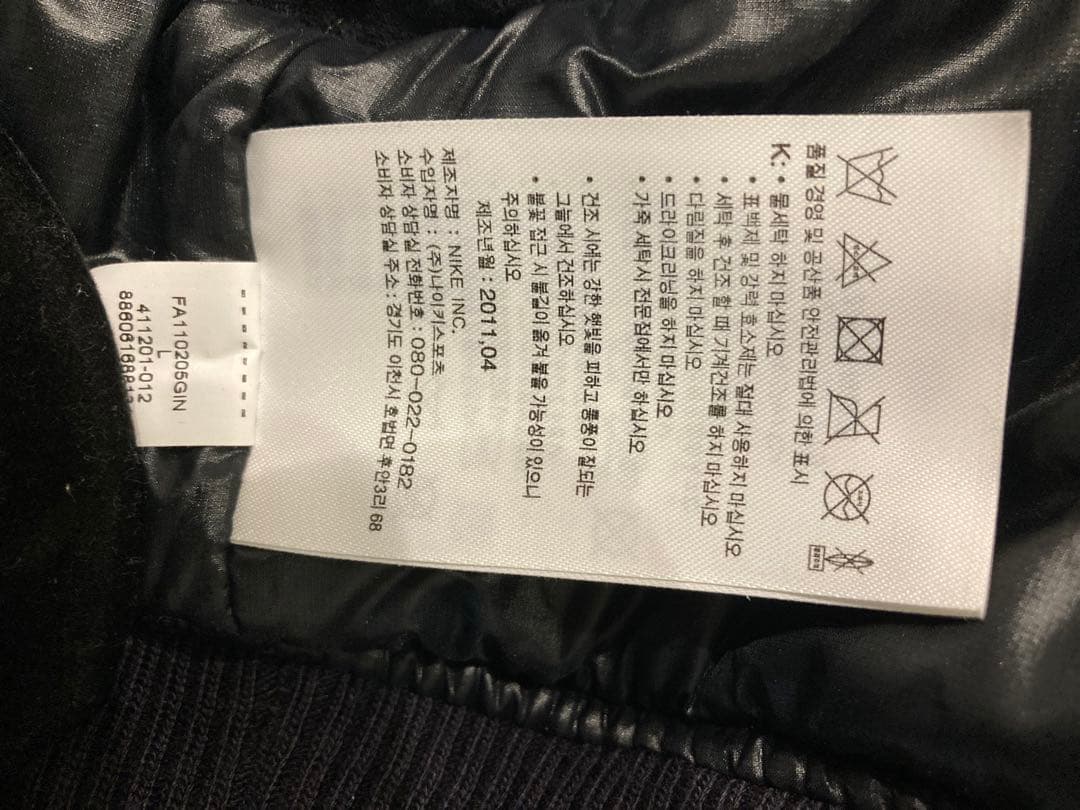 품질 경영 및 공산품 안전관리법에 의한 표시
K: • 물세탁 하지 마십시오
• 표백제 및 강력 효소제는 절대 사용하지 마십시오
• 세탁 후 건조 할 때 기계건조를 하지 마십시오
• 다림질을 하지 마십시오
• 드라이크리닝을 하지 마십시오
• 가죽 세탁시 전문점에서만 하십시오
• 건조 시에는 강한 햇빛을 피하고 통풍이 잘되는
그늘에서 건조하십시오
• 불꽃 접근 시 불길이 옮겨 붙을 가능성이 있으니
주의하십시오
제조년월 : 2011,04
제조자명 : NIKE INC.
수입자명 : (주)나이키스포츠
소비자 상담실 전화번호 : 080-022-0182
소비자 상담실 주소 : 경기도 이천시 호법면 후안3리 68
FA110205GIN
L
411201-012